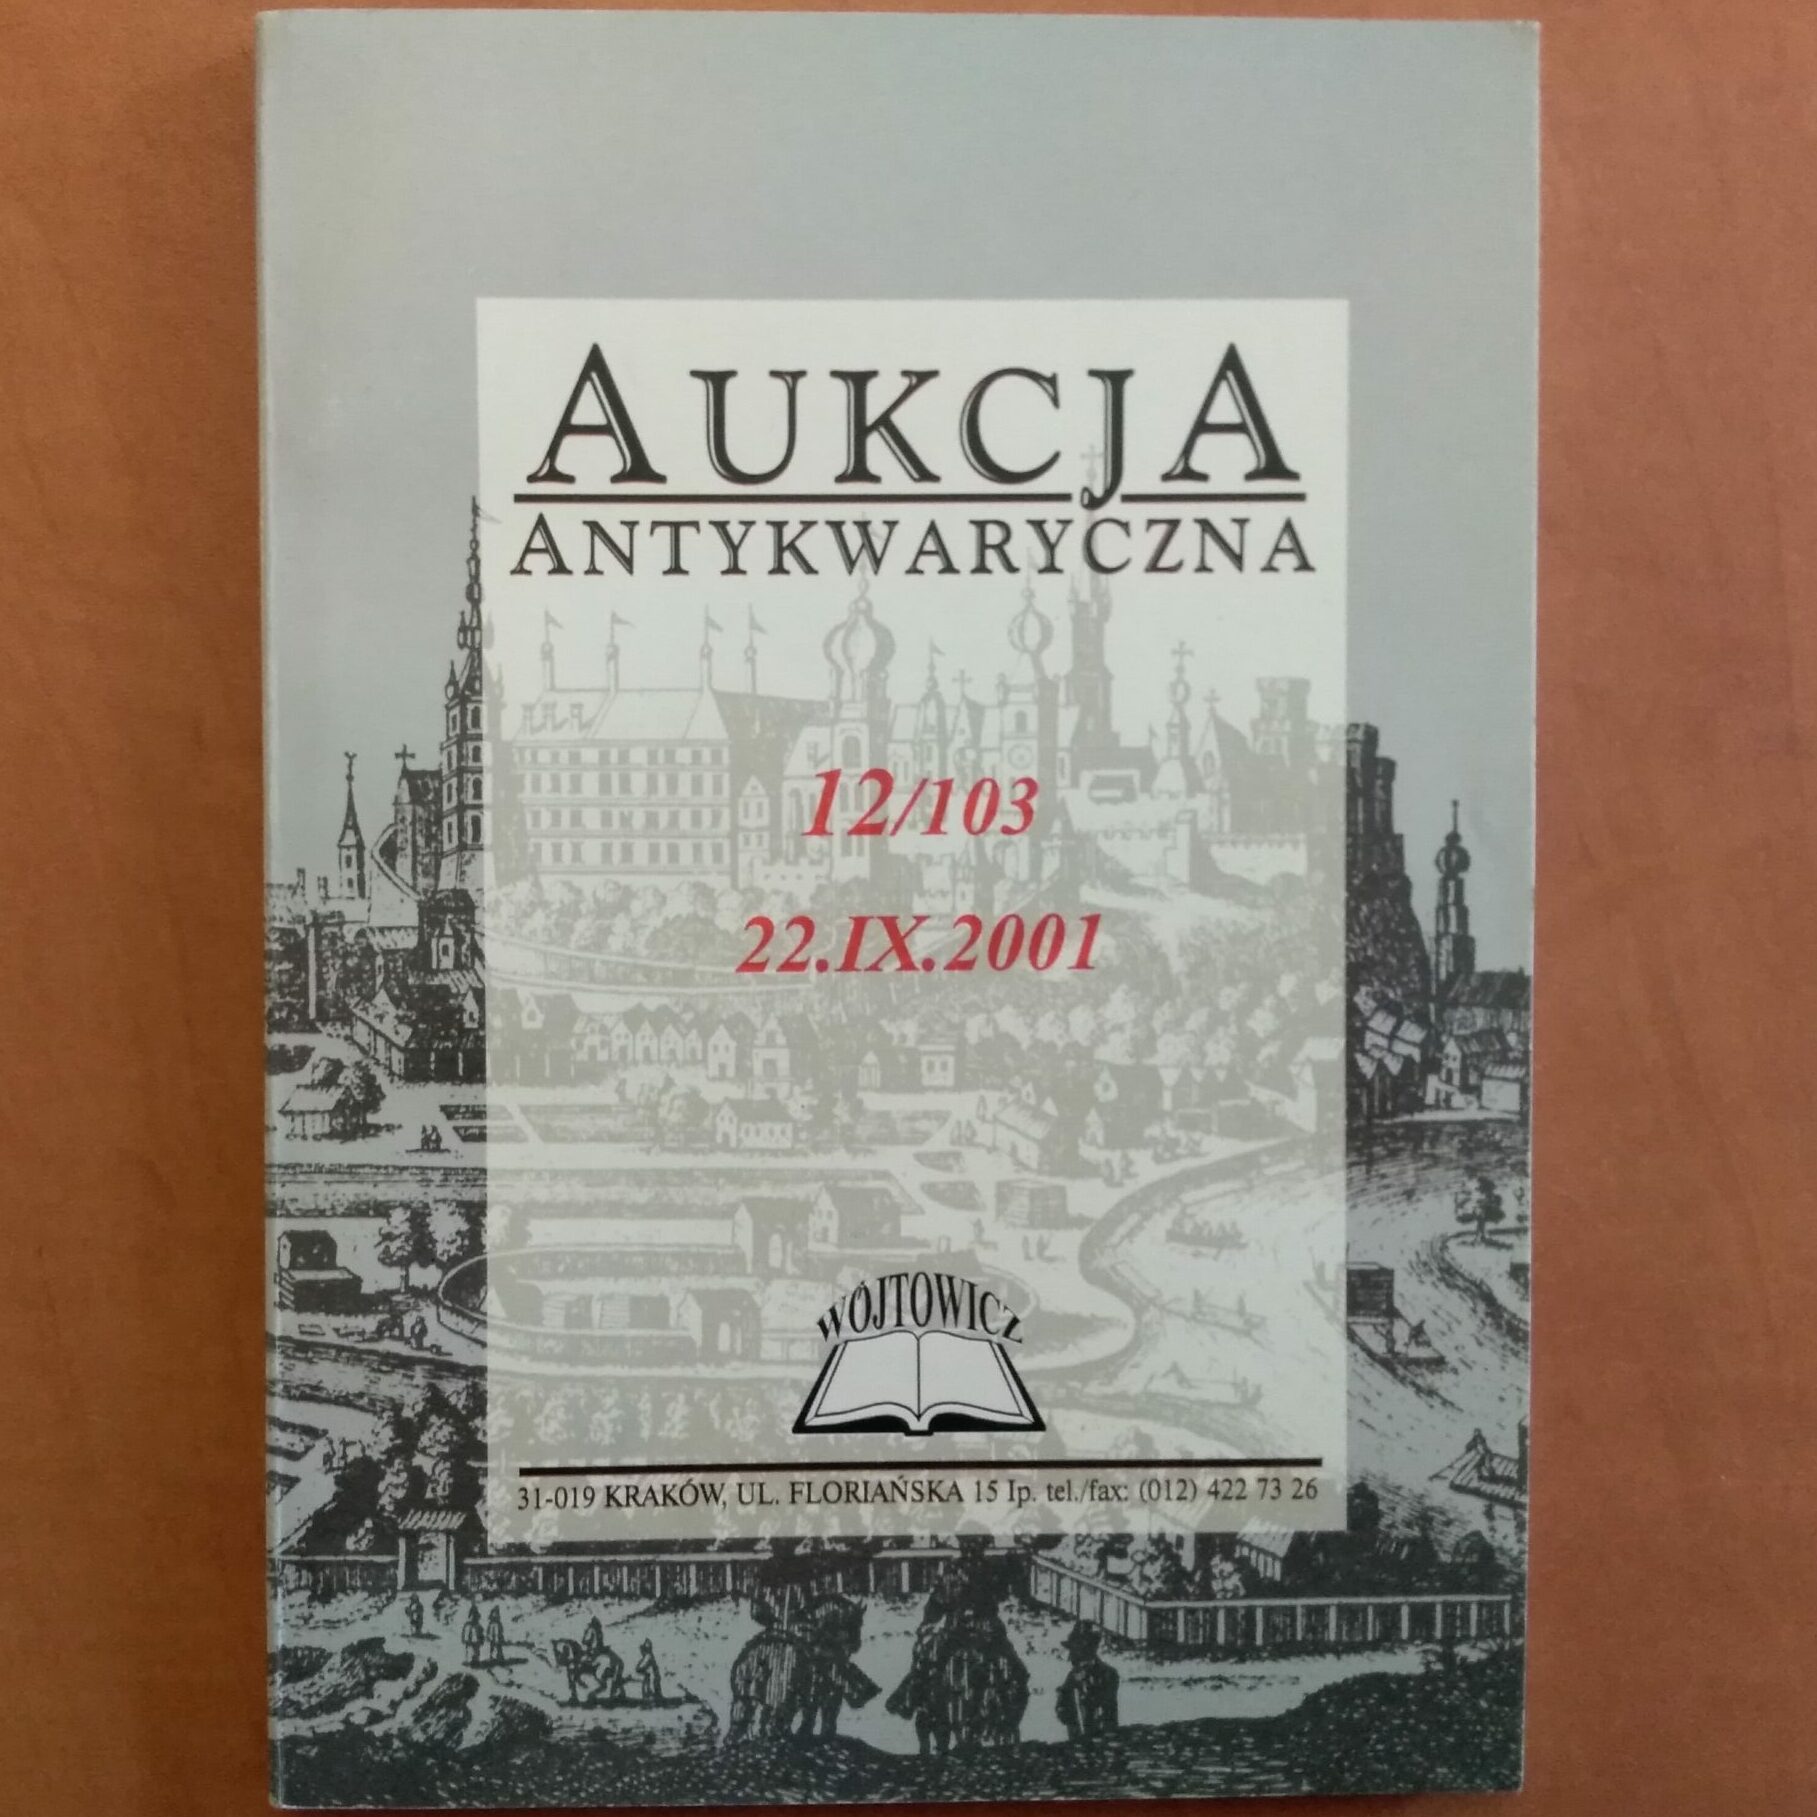 AUKCJA
ANTYKWARYCZNA
12/103
22.IX.2001
WÓJTOWICZ
31-019 KRAKÓW, UL. FLORIAŃSKA 15 Ip. tel./fax: (012) 422 73 26